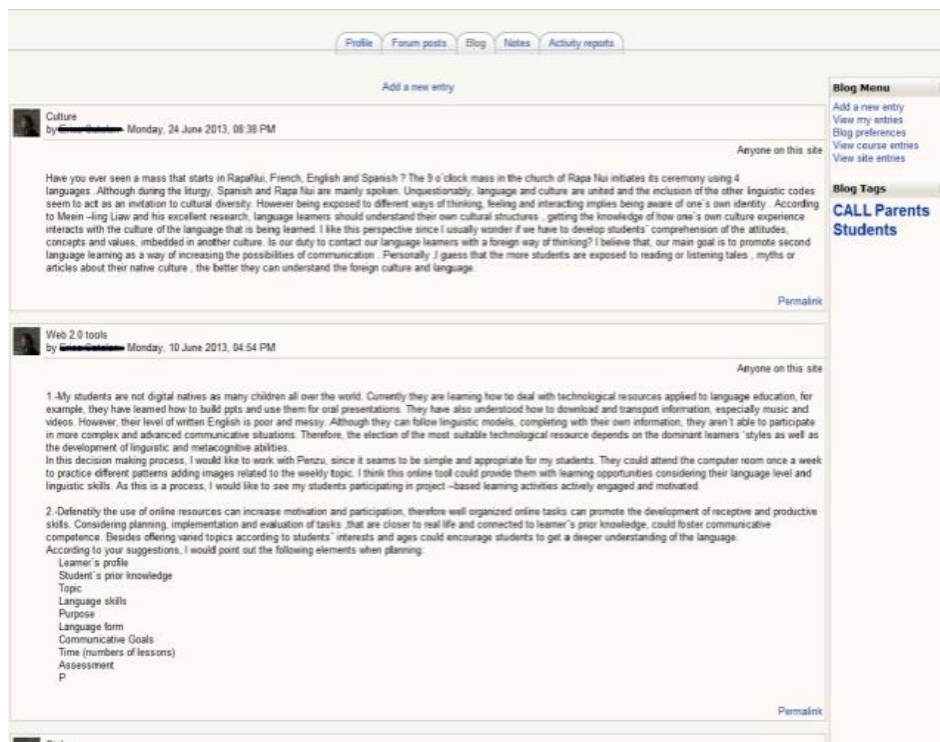 Profile Forum posts Blog Notes Activity reports
Add a new entry
Culture
by Monday, 24 June 2013, 08:38 PM
Anyone on this site
Have you ever seen a mass that starts in RapaNui, French, English and Spanish ? The 9 o´clock mass in the church of Rapa Nui initiates its ceremony using 4
languages .Although during the liturgy, Spanish and Rapa Nui are mainly spoken. Unquestionably, language and culture are united and the inclusion of the other linguistic codes
seem to act as an invitation to cultural diversity. However being exposed to different ways of thinking, feeling and interacting implies being aware of one´s own identity . According
to Meein –ling Liaw and his excellent research, language learners should understand their own cultural structures , getting the knowledge of how one´s own culture experience
interacts with the culture of the language that is being learned. I like this perspective since I usually wonder if we have to develop students´ comprehension of the attitudes,
concepts and values, imbedded in another culture. Is our duty to contact our language learners with a foreign way of thinking? I believe that, our main goal is to promote second
language learning as a way of increasing the possibilities of communication . Personally ,I guess that the more students are exposed to reading or listening tales , myths or
articles about their native culture , the better they can understand the foreign culture and language.
Permalink
Web 2.0 tools
by Monday, 10 June 2013, 04:54 PM
Anyone on this site
1.-My students are not digital natives as many children all over the world. Currently they are learning how to deal with technological resources applied to language education, for
example, they have learned how to build ppts and use them for oral presentations. They have also understood how to download and transport information, especially music and
videos. However, their level of written English is poor and messy. Although they can follow linguistic models, completing with their own information, they aren´t able to participate
in more complex and advanced communicative situations. Therefore, the election of the most suitable technological resource depends on the dominant learners ´styles as well as
the development of linguistic and metacognitive abilities.
In this decision making process, I would like to work with Penzu, since it seams to be simple and appropriate for my students. They could attend the computer room once a week
to practice different patterns adding images related to the weekly topic. I think this online tool could provide them with learning opportunities considering their language level and
linguistic skills. As this is a process, I would like to see my students participating in project –based learning activities actively engaged and motivated.
2.-Defenetily the use of online resources can increase motivation and participation, therefore well organized online tasks can promote the development of receptive and productive
skills. Considering planning, implementation and evaluation of tasks ,that are closer to real life and connected to learner´s prior knowledge, could foster communicative
competence. Besides offering varied topics according to students´ interests and ages could encourage students to get a deeper understanding of the language.
According to your suggestions, I would point out the following elements when planning:
Learner´s profile
Student´s prior knowledge
Topic
Language skills
Purpose
Language form
Communicative Goals
Time (numbers of lessons)
Assessment
P
Permalink
Blog Menu
Add a new entry
View my entries
Blog preferences
View course entries
View site entries
Blog Tags
CALL Parents
Students